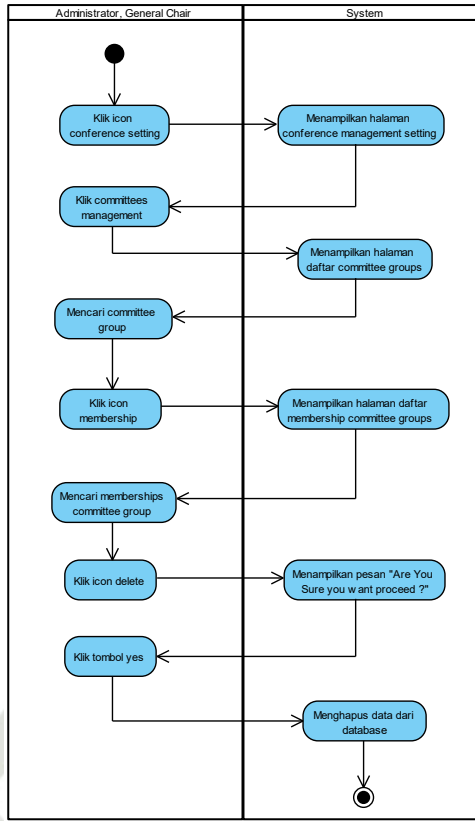 Administrator, General Chair
System
Klik icon
conference setting
Menampilkan halaman
conference management setting
Klik committees
management
Menampilkan halaman
daftar committee groups
Mencari committee
group
Klik icon
membership
Menampilkan halaman daftar
membership committee groups
Mencari memberships
committee group
Klik icon delete
Menampilkan pesan "Are You
Sure you want proceed ?"
Klik tombol yes
Menghapus data dari
database